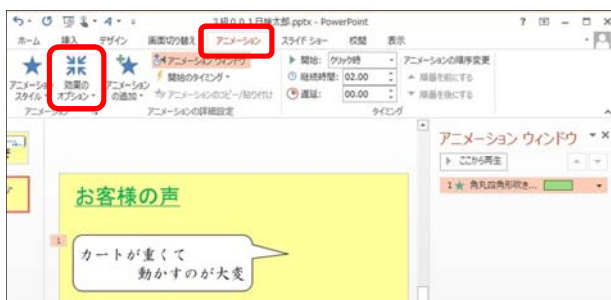 3級001日検太郎.pptx - PowerPoint
ホーム 挿入 デザイン 画面切り替え アニメーション スライド ショー 校閲 表示
アニメーション スタイル
効果の オプション
アニメーション の追加
アニメーション ウィンドウ
開始のタイミング
アニメーションのコピー/貼り付け
開始: クリック時
継続時間: 02.00
遅延: 00.00
アニメーションの順序変更
順番を前にする
順番を後にする
アニメーション
アニメーションの詳細設定
タイミング
アニメーション ウィンドウ
ここから再生
1 角丸四角形吹き...
お客様の声
1
カートが重くて
動かすのが大変